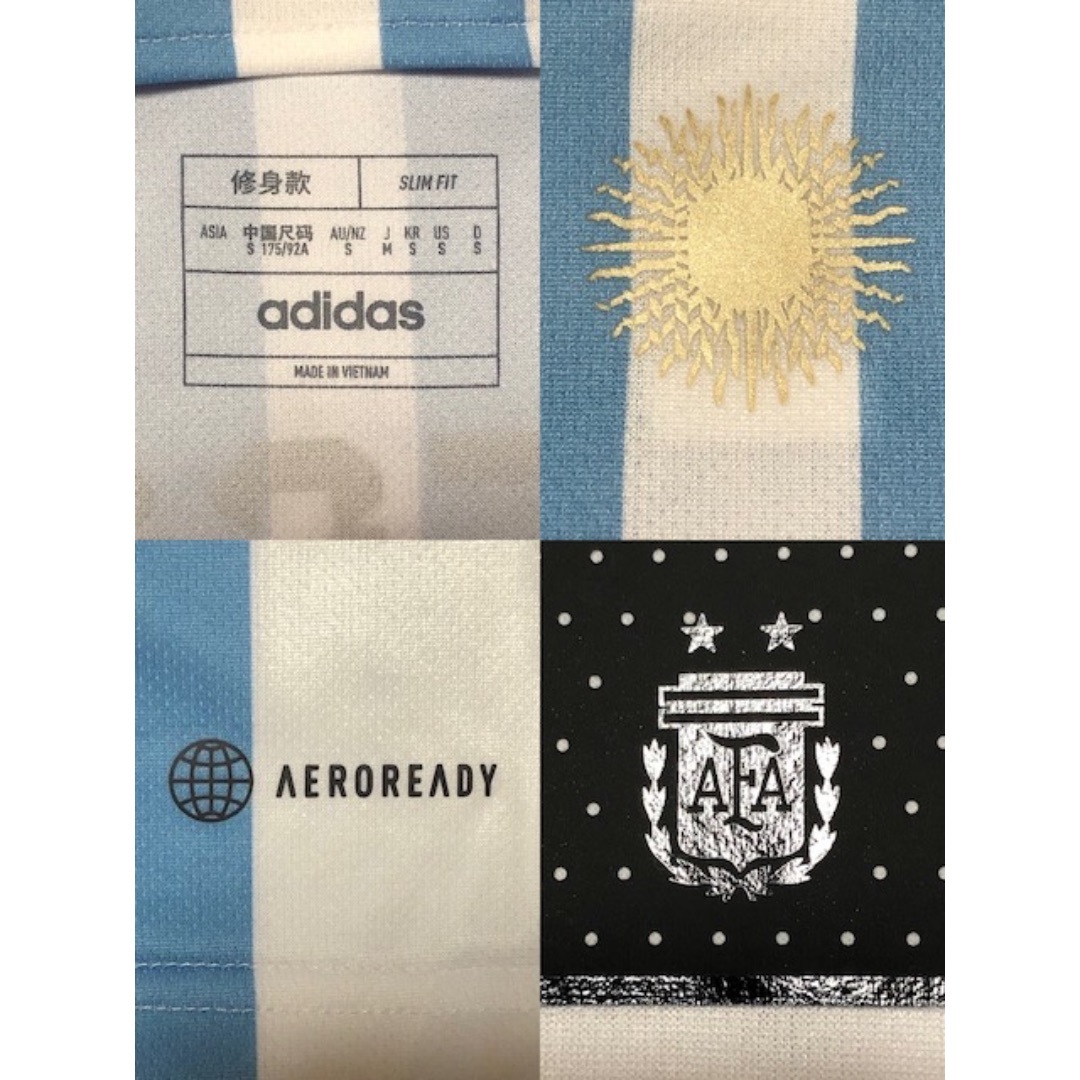 修身款 SLIM FIT
ASIA 中国尺码 AU/NZ J KR US D
S 175/92A S M S S S
adidas
MADE IN VIETNAM
AEROREADY
AFA